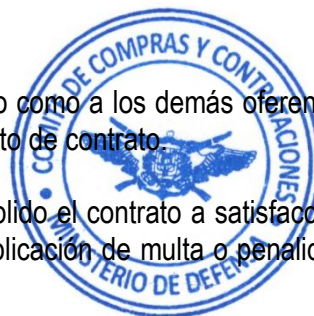 COMITÉ DE COMPRAS Y CONTRATACIONES
o como a los demás oferen
to de contrato.
plido el contrato a satisfacc
plicación de multa o penalid
MINISTERIO DE DEFENSA